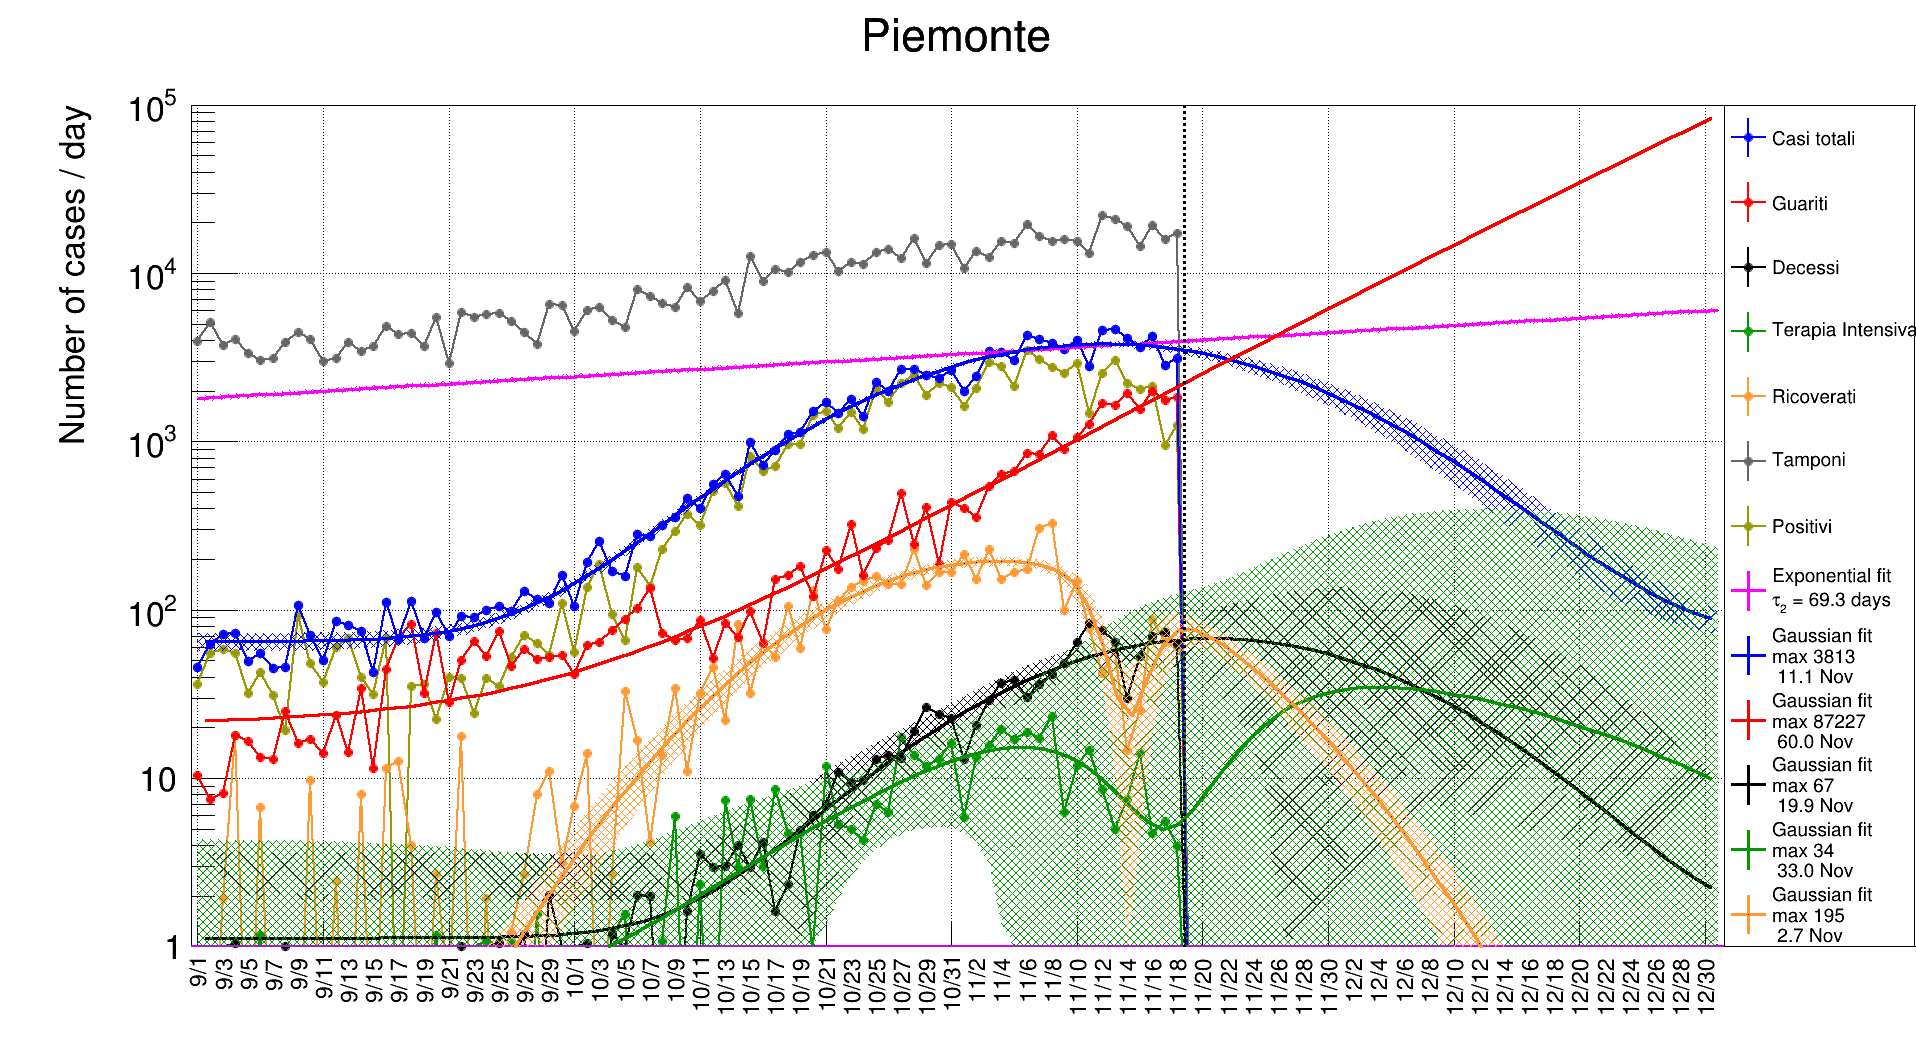 Piemonte
Number of cases / day
10^5
10^4
10^3
10^2
10
1
9/1
9/3
9/5
9/7
9/9
9/11
9/13
9/15
9/17
9/19
9/21
9/23
9/25
9/27
9/29
10/1
10/3
10/5
10/7
10/9
10/11
10/13
10/15
10/17
10/19
10/21
10/23
10/25
10/27
10/29
10/31
11/2
11/4
11/6
11/8
11/10
11/12
11/14
11/16
11/18
11/20
11/22
11/24
11/26
11/28
11/30
12/2
12/4
12/6
12/8
12/10
12/12
12/14
12/16
12/18
12/20
12/22
12/24
12/26
12/28
12/30
Casi totali
Guariti
Decessi
Terapia Intensiva
Ricoverati
Tamponi
Positivi
Exponential fit
τ2 = 69.3 days
Gaussian fit
max 3813
11.1 Nov
Gaussian fit
max 87227
60.0 Nov
Gaussian fit
max 67
19.9 Nov
Gaussian fit
max 34
33.0 Nov
Gaussian fit
max 195
2.7 Nov